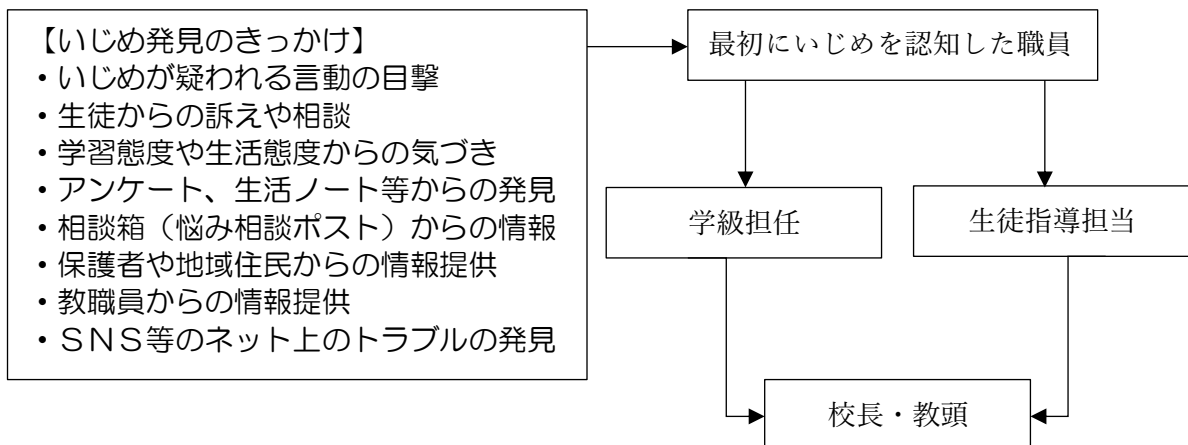 【いじめ発見のきっかけ】
・いじめが疑われる言動の目撃
・生徒からの訴えや相談
・学習態度や生活態度からの気づき
・アンケート、生活ノート等からの発見
・相談箱（悩み相談ポスト）からの情報
・保護者や地域住民からの情報提供
・教職員からの情報提供
・ＳＮＳ等のネット上のトラブルの発見
最初にいじめを認知した職員
学級担任
生徒指導担当
校長・教頭